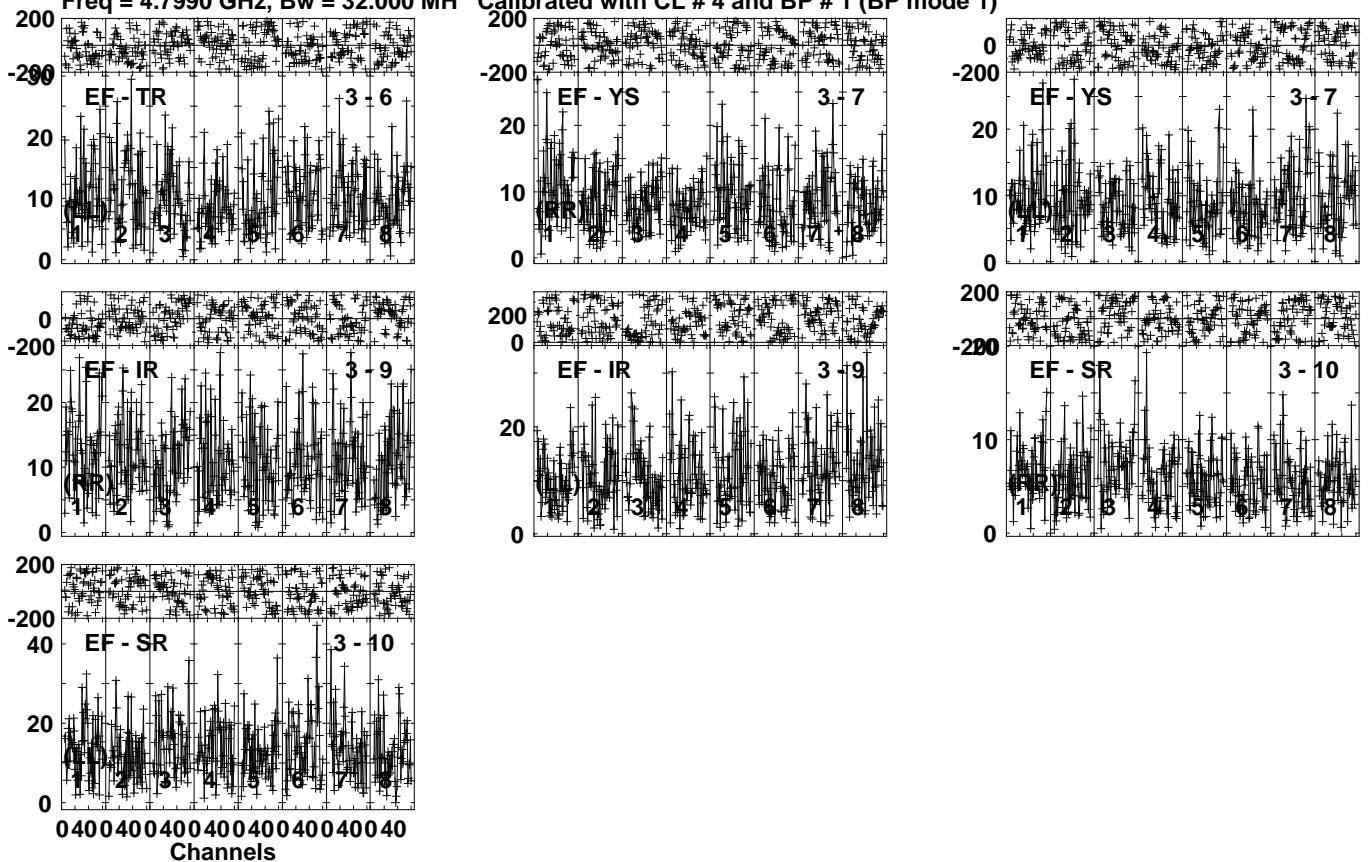 Freq = 4.7990 GHz, Bw = 32.000 MH Calibrated with CL # 4 and BP # 1 (BP mode 1)
200
-200
30
20
10
0
EF - TR 3 - 6
(LL)
1 2 3 4 5 6 7 8
200
-200
20
10
0
EF - YS 3 - 7
(RR)
1 2 3 4 5 6 7 8
0
-200
20
10
0
EF - YS 3 - 7
(LL)
1 2 3 4 5 6 7 8
0
-200
20
10
0
EF - IR 3 - 9
(RR)
1 2 3 4 5 6 7 8
200
0
20
0
EF - IR 3 - 9
(LL)
1 2 3 4 5 6 7 8
200
-200
20
10
0
EF - SR 3 - 10
(RR)
1 2 3 4 5 6 7 8
200
-200
40
20
0
EF - SR 3 - 10
(LL)
1 2 3 4 5 6 7 8
0 40 0 40 0 40 0 40 0 40 0 40 0 40 0 40
Channels